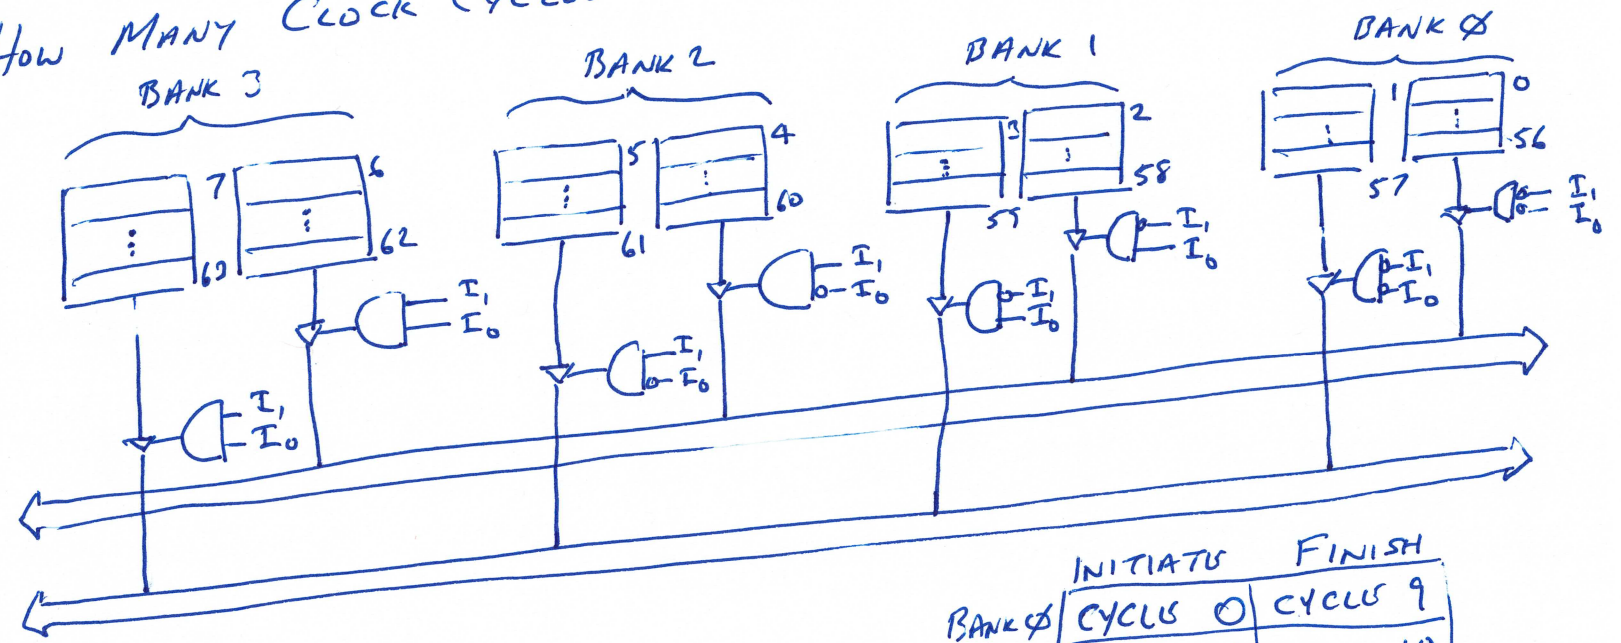 How MANY CLOCK CYCLES
BANK 3
BANK 2
BANK 1
BANK Ø
7 6
63 62
I₁
I₀
I₁
I₀
5 4
61 60
I₁
I₀
I₁
I₀
3 2
58
I₁
I₀
I₁
I₀
1 0
57 56
I₁
I₀
I₁
I₀
INITIATE FINISH
BANK Ø CYCLE 0 CYCLE 9